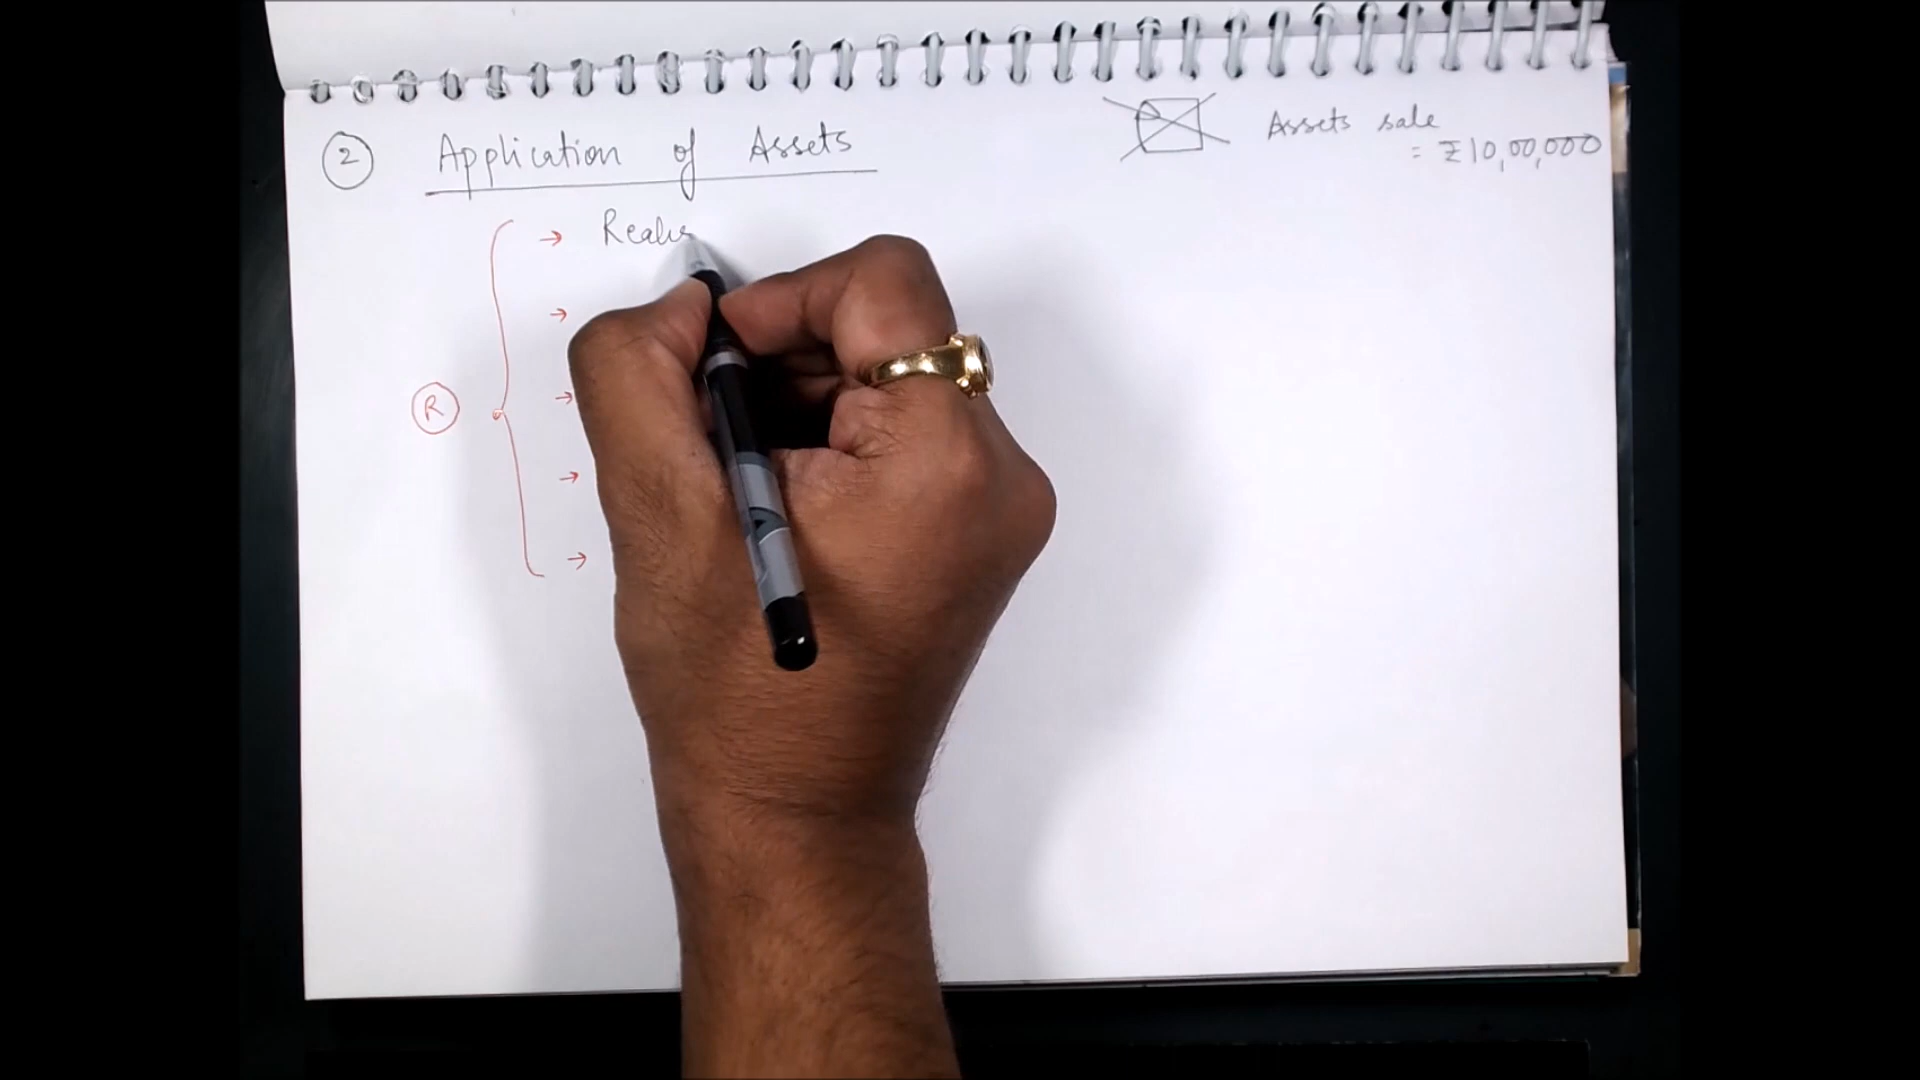 ② Application of Assets
Assets sale
= ₹10,00,000
→ Realis
→
→
Ⓡ
→
→